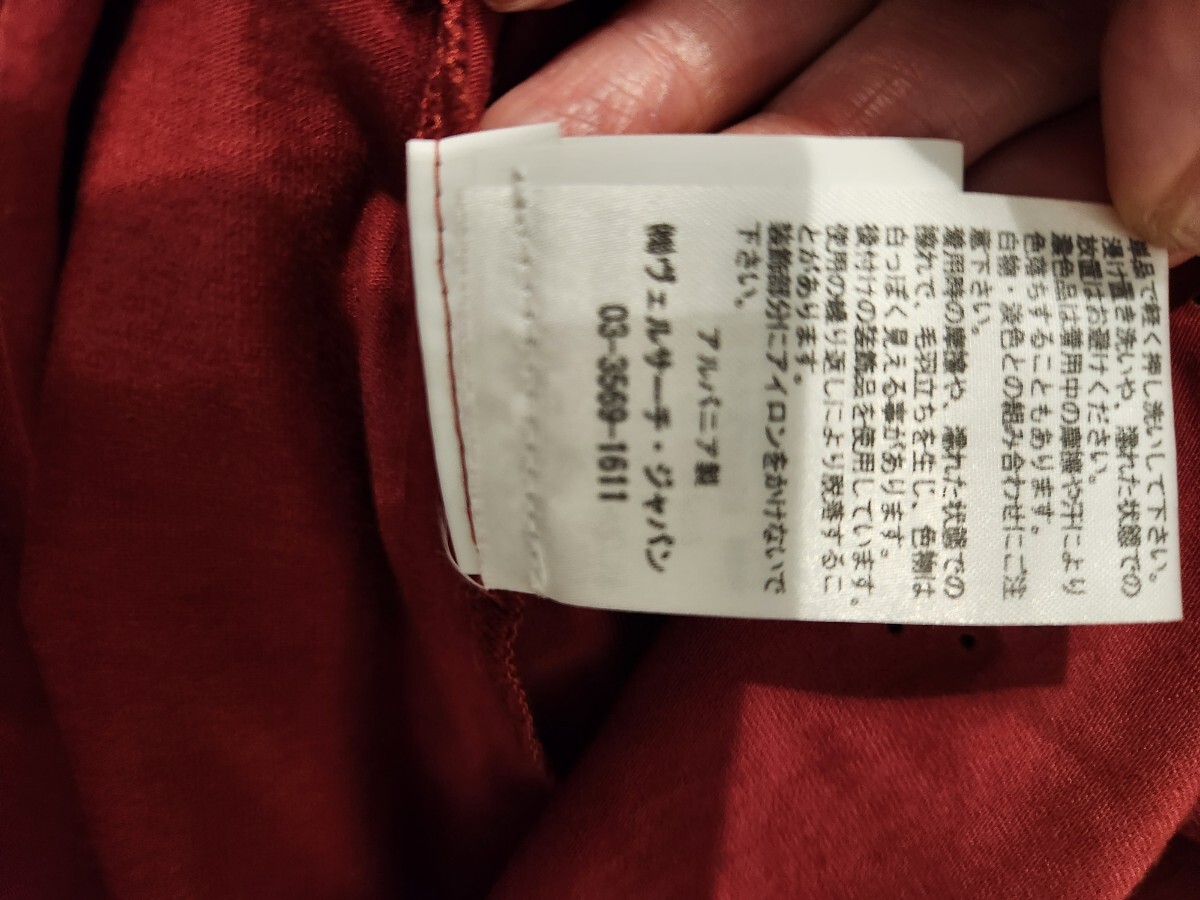 単品で軽く押し洗いして下さい。
浸け置き洗いや、濡れた状態での
放置はお避けください。
着色品は着用中の摩擦や汗により
色落ちすることもあります。
白物・淡色との組み合わせにご注
意下さい。
着用時の摩擦や、濡れた状態での
擦れで、毛羽立ちを生じ、色物は
白っぽく見える事があります。
後付けの装飾品を使用しています。
使用の繰り返しにより脱落するこ
とがあります。
装飾部分にアイロンをかけないで
下さい。
アルバニア製
㈱ヴェルサーチ・ジャパン
03-3569-1611